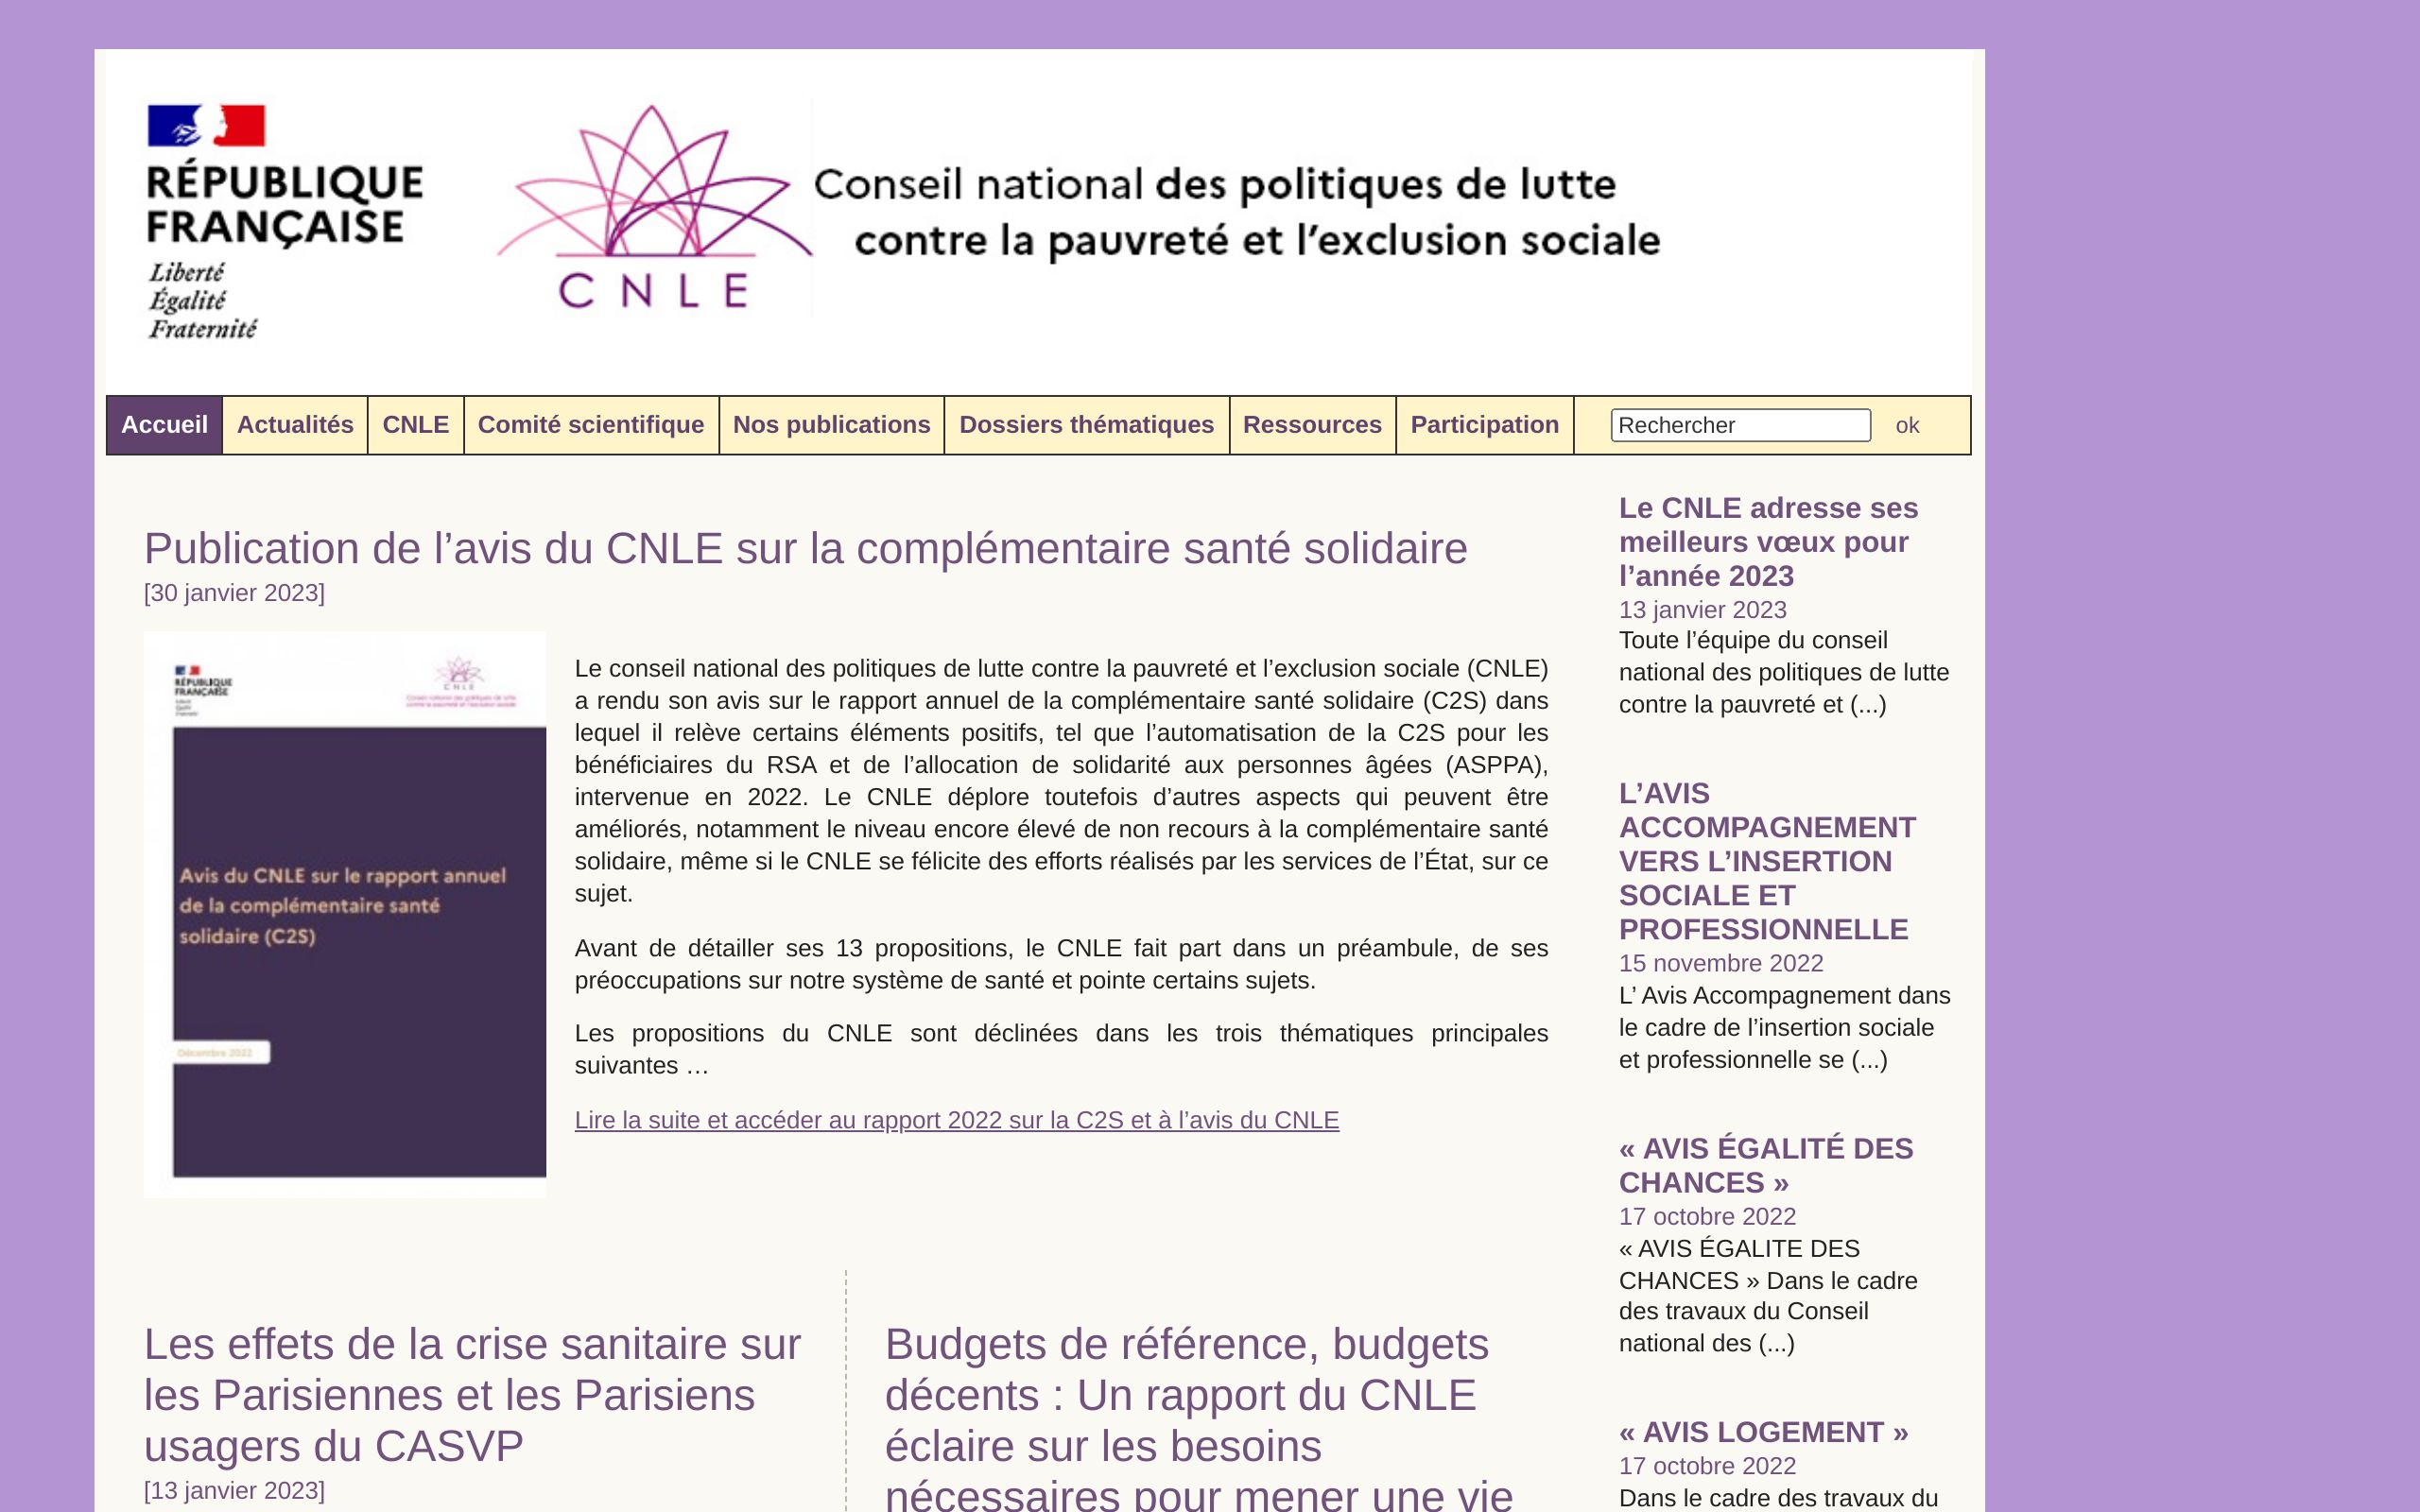 RÉPUBLIQUE
FRANÇAISE
Liberté
Égalité
Fraternité
CNLE
Conseil national des politiques de lutte
contre la pauvreté et l'exclusion sociale
Accueil
Actualités
CNLE
Comité scientifique
Nos publications
Dossiers thématiques
Ressources
Participation
Rechercher
ok
Publication de l’avis du CNLE sur la complémentaire santé solidaire
[30 janvier 2023]
RÉPUBLIQUE
FRANÇAISE
CNLE
Avis du CNLE sur le rapport annuel
de la complémentaire santé
solidaire (C2S)
Décembre 2022
Le conseil national des politiques de lutte contre la pauvreté et l’exclusion sociale (CNLE)
a rendu son avis sur le rapport annuel de la complémentaire santé solidaire (C2S) dans
lequel il relève certains éléments positifs, tel que l’automatisation de la C2S pour les
bénéficiaires du RSA et de l’allocation de solidarité aux personnes âgées (ASPPA),
intervenue en 2022. Le CNLE déplore toutefois d’autres aspects qui peuvent être
améliorés, notamment le niveau encore élevé de non recours à la complémentaire santé
solidaire, même si le CNLE se félicite des efforts réalisés par les services de l’État, sur ce
sujet.
Avant de détailler ses 13 propositions, le CNLE fait part dans un préambule, de ses
préoccupations sur notre système de santé et pointe certains sujets.
Les propositions du CNLE sont déclinées dans les trois thématiques principales
suivantes …
Lire la suite et accéder au rapport 2022 sur la C2S et à l’avis du CNLE
Les effets de la crise sanitaire sur
les Parisiennes et les Parisiens
usagers du CASVP
[13 janvier 2023]
Budgets de référence, budgets
décents : Un rapport du CNLE
éclaire sur les besoins
nécessaires pour mener une vie
Le CNLE adresse ses
meilleurs vœux pour
l’année 2023
13 janvier 2023
Toute l’équipe du conseil
national des politiques de lutte
contre la pauvreté et (...)
L’AVIS
ACCOMPAGNEMENT
VERS L’INSERTION
SOCIALE ET
PROFESSIONNELLE
15 novembre 2022
L’ Avis Accompagnement dans
le cadre de l’insertion sociale
et professionnelle se (...)
« AVIS ÉGALITÉ DES
CHANCES »
17 octobre 2022
« AVIS ÉGALITE DES
CHANCES » Dans le cadre
des travaux du Conseil
national des (...)
« AVIS LOGEMENT »
17 octobre 2022
Dans le cadre des travaux du